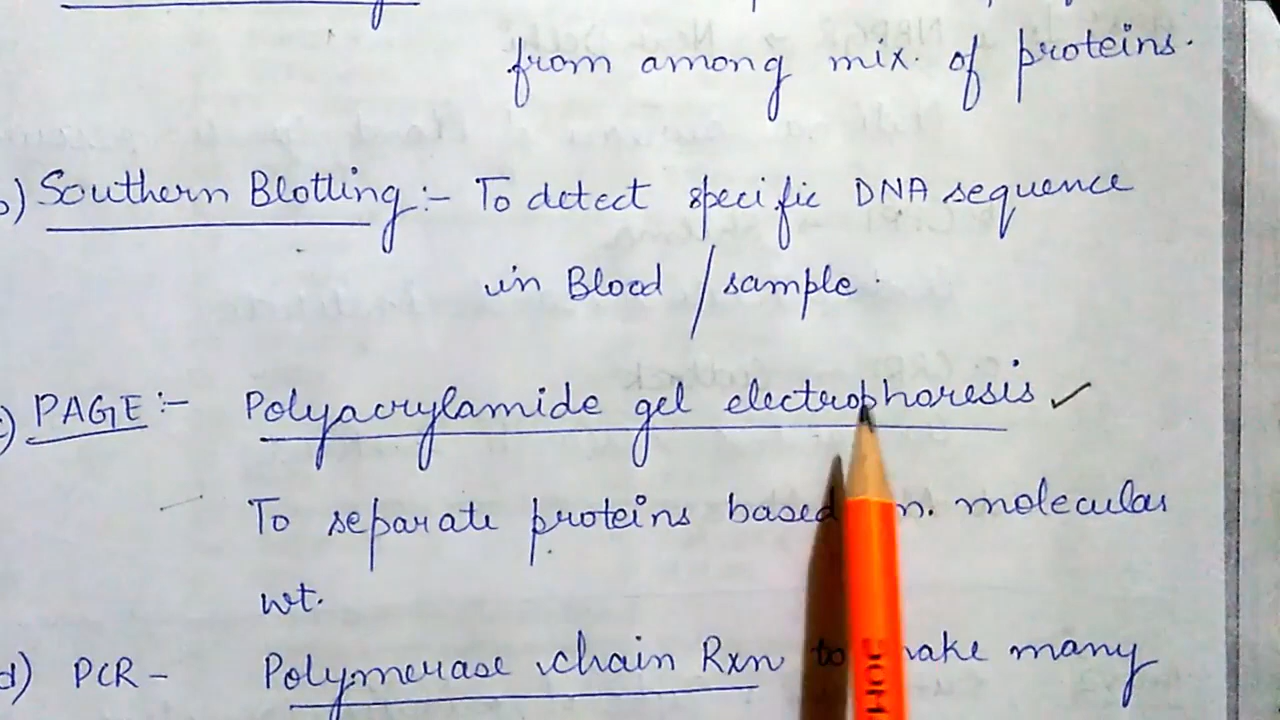 from among mix. of proteins.
b) Southern Blotting :- To detect specific DNA sequence
in Blood / sample.
c) PAGE :- Polyacrylamide gel electrophoresis ✓
To separate proteins based n. molecular
wt.
d) PCR - Polymerase chain Rxn to make many